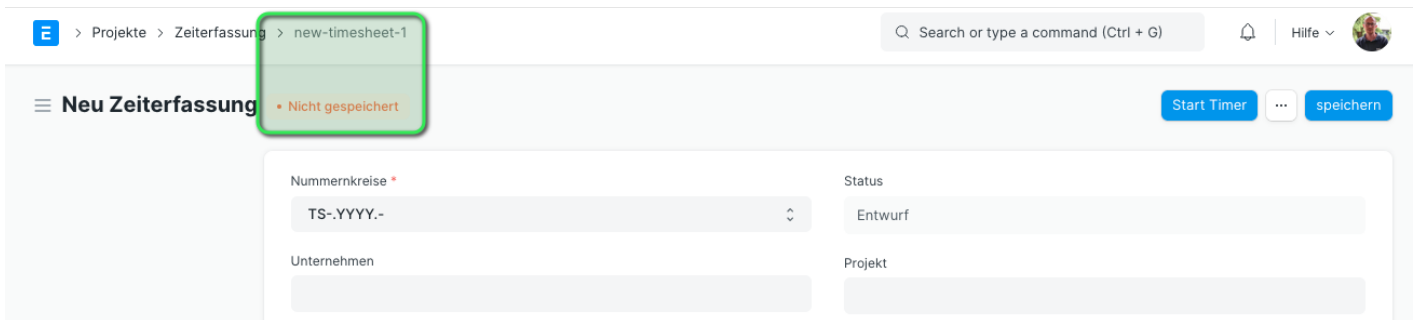 E > Projekte > Zeiterfassung > new-timesheet-1 Search or type a command (Ctrl + G) Hilfe
Neu Zeiterfassung • Nicht gespeichert Start Timer ... speichern
Nummernkreise * Status
TS-.YYYY.- Entwurf
Unternehmen Projekt